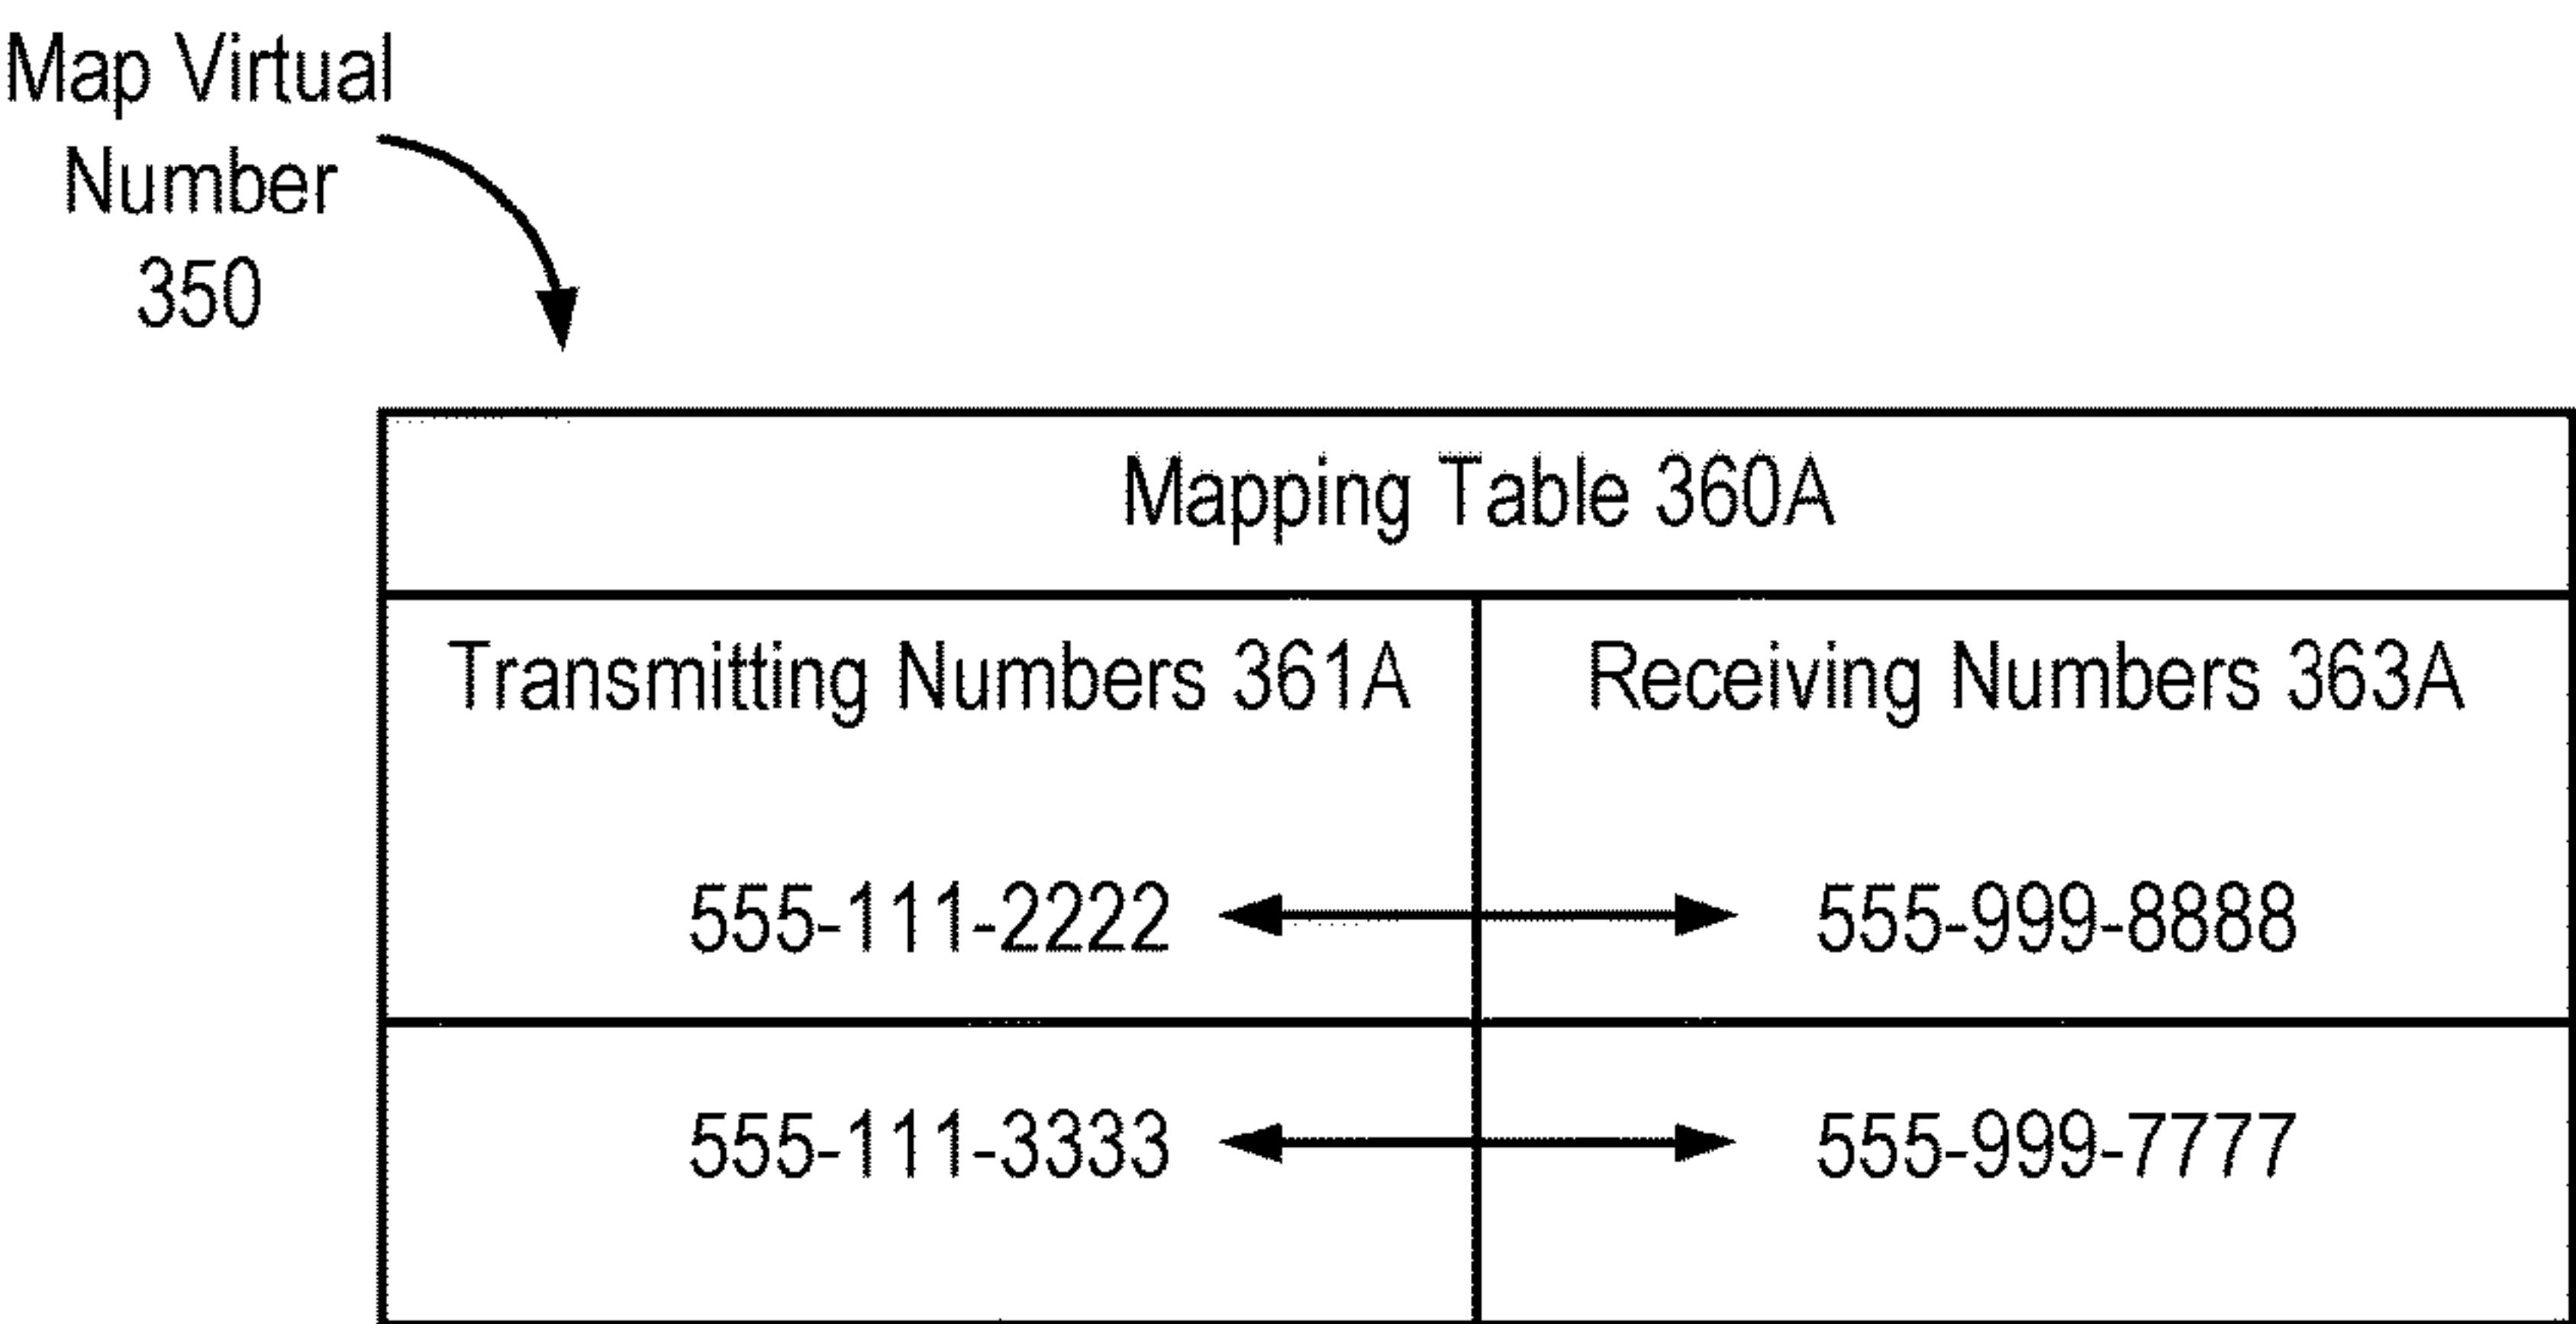 Map Virtual
Number
350
Mapping Table 360A
Transmitting Numbers 361A
Receiving Numbers 363A
555-111-2222
555-999-8888
555-111-3333
555-999-7777